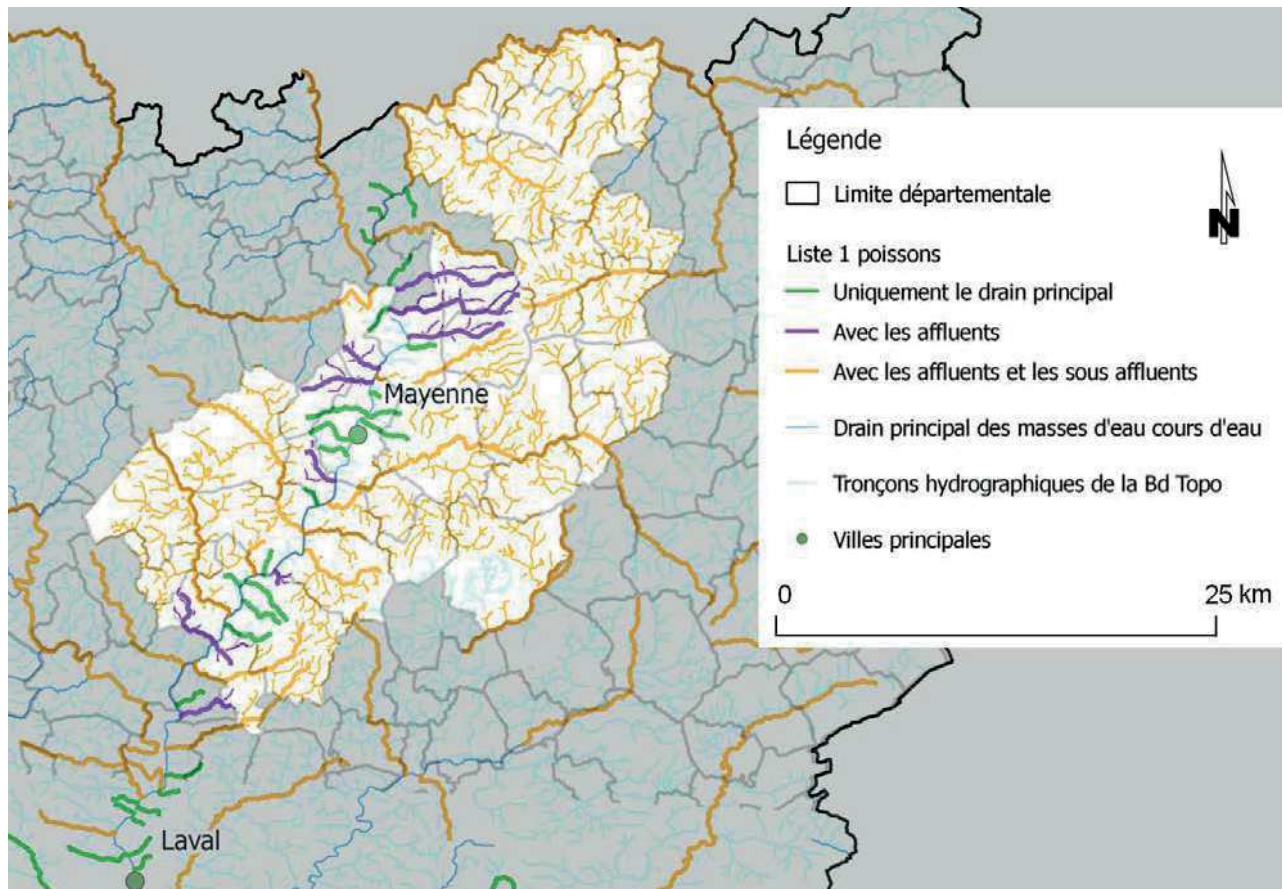 Légende
Limite départementale
N
Liste 1 poissons
Uniquement le drain principal
Avec les affluents
Avec les affluents et les sous affluents
Drain principal des masses d'eau cours d'eau
Tronçons hydrographiques de la Bd Topo
Villes principales
0 25 km
Mayenne
Laval